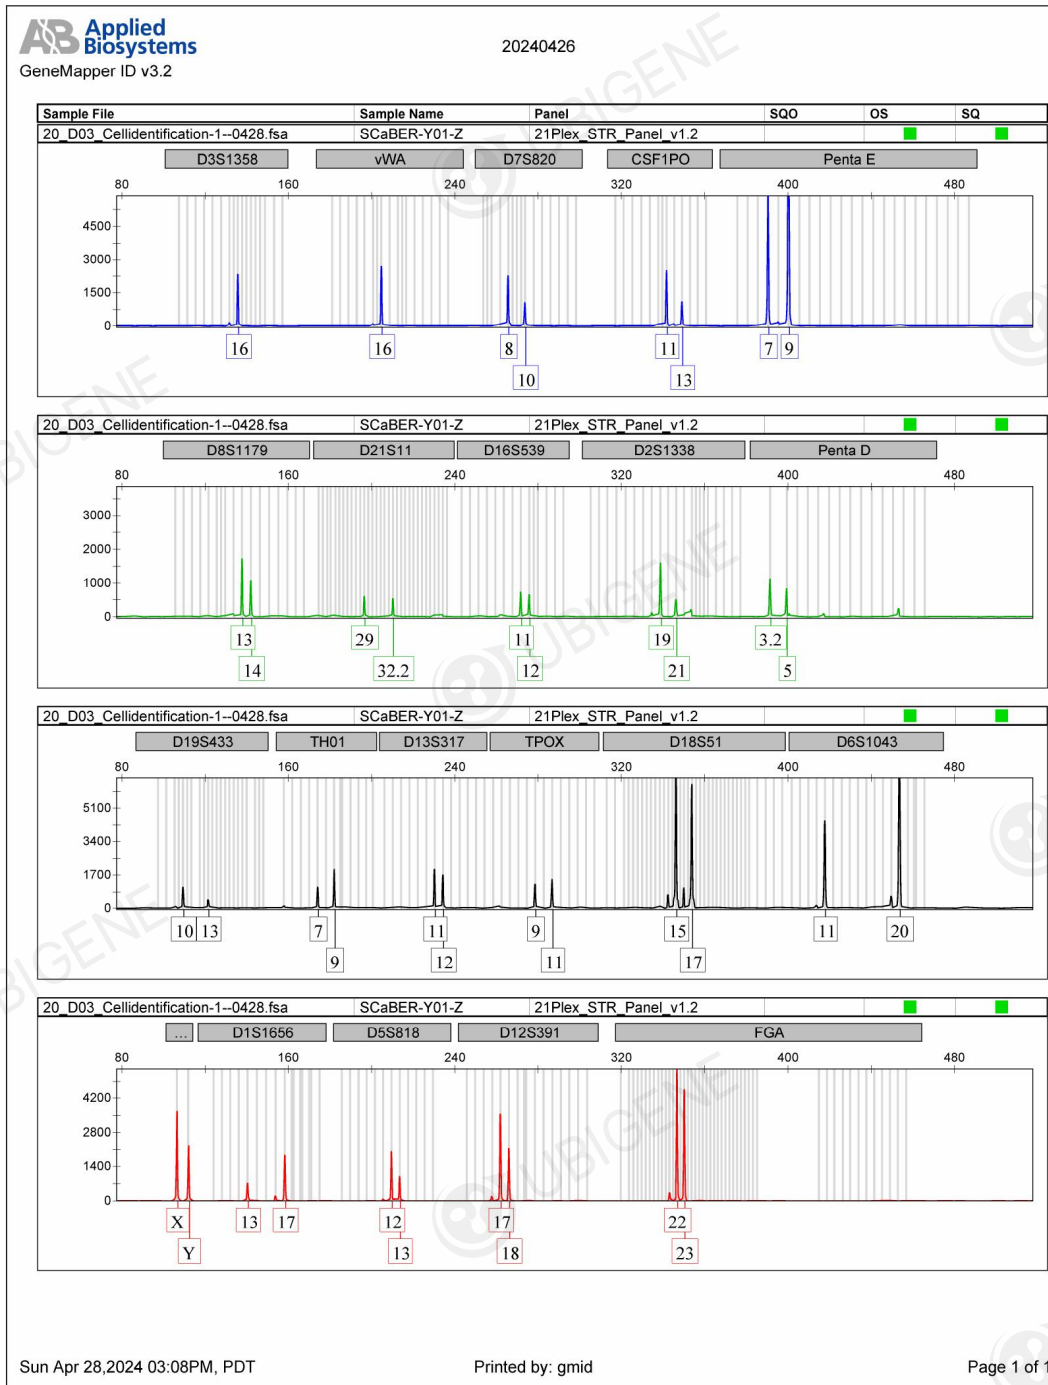 AB Applied Biosystems
20240426
GeneMapper ID v3.2
Sample File Sample Name Panel SQO OS SQ
20_D03_Cellidentification-1--0428.fsa SCaBER-Y01-Z 21Plex_STR_Panel_v1.2
D3S1358 vWA D7S820 CSF1PO Penta E
80 160 240 320 400 480
4500
3000
1500
0
16 16 8 11 7 9
10 13
20_D03_Cellidentification-1--0428.fsa SCaBER-Y01-Z 21Plex_STR_Panel_v1.2
D8S1179 D21S11 D16S539 D2S1338 Penta D
80 160 240 320 400 480
3000
2000
1000
0
13 29 11 19 3.2
14 32.2 12 21 5
20_D03_Cellidentification-1--0428.fsa SCaBER-Y01-Z 21Plex_STR_Panel_v1.2
D19S433 TH01 D13S317 TPOX D18S51 D6S1043
80 160 240 320 400 480
5100
3400
1700
0
10 13 7 11 9 15 11 20
9 12 11 17
20_D03_Cellidentification-1--0428.fsa SCaBER-Y01-Z 21Plex_STR_Panel_v1.2
... D1S1656 D5S818 D12S391 FGA
80 160 240 320 400 480
4200
2800
1400
0
X 13 17 12 17 22
Y 13 18 23
Sun Apr 28,2024 03:08PM, PDT Printed by: gmid Page 1 of 1
UBIGENE
UBIGENE
UBIGENE
UBIGENE
UBIGENE